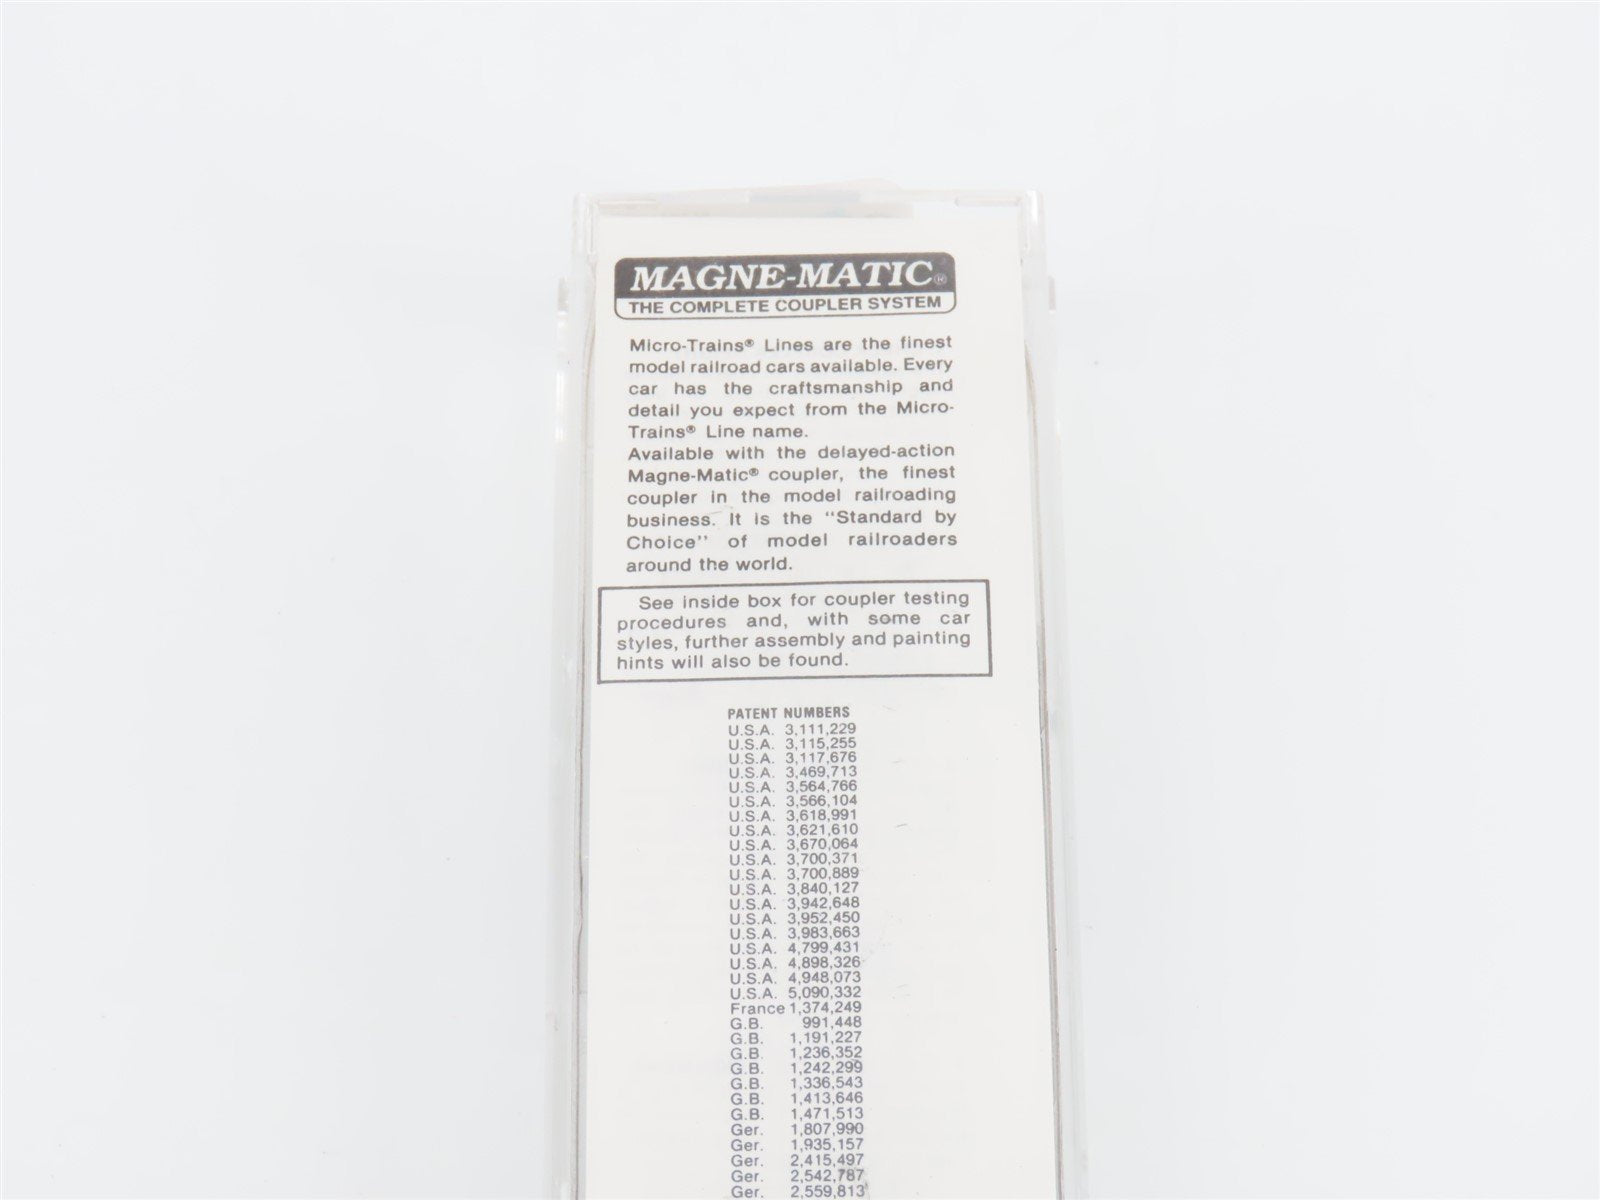 MAGNE-MATIC®
THE COMPLETE COUPLER SYSTEM
Micro-Trains® Lines are the finest
model railroad cars available. Every
car has the craftsmanship and
detail you expect from the Micro-
Trains® Line name.
Available with the delayed-action
Magne-Matic® coupler, the finest
coupler in the model railroading
business. It is the "Standard by
Choice" of model railroaders
around the world.
See inside box for coupler testing
procedures and, with some car
styles, further assembly and painting
hints will also be found.
PATENT NUMBERS
U.S.A. 3,111,229
U.S.A. 3,115,255
U.S.A. 3,117,676
U.S.A. 3,469,713
U.S.A. 3,564,766
U.S.A. 3,566,104
U.S.A. 3,618,991
U.S.A. 3,621,610
U.S.A. 3,670,064
U.S.A. 3,700,371
U.S.A. 3,700,889
U.S.A. 3,840,127
U.S.A. 3,942,648
U.S.A. 3,952,450
U.S.A. 3,983,663
U.S.A. 4,799,431
U.S.A. 4,898,326
U.S.A. 4,948,073
U.S.A. 5,090,332
France 1,374,249
G.B. 991,448
G.B. 1,191,227
G.B. 1,236,352
G.B. 1,242,299
G.B. 1,336,543
G.B. 1,413,646
G.B. 1,471,513
Ger. 1,807,990
Ger. 1,935,157
Ger. 2,415,497
Ger. 2,542,787
Ger. 2,559,813